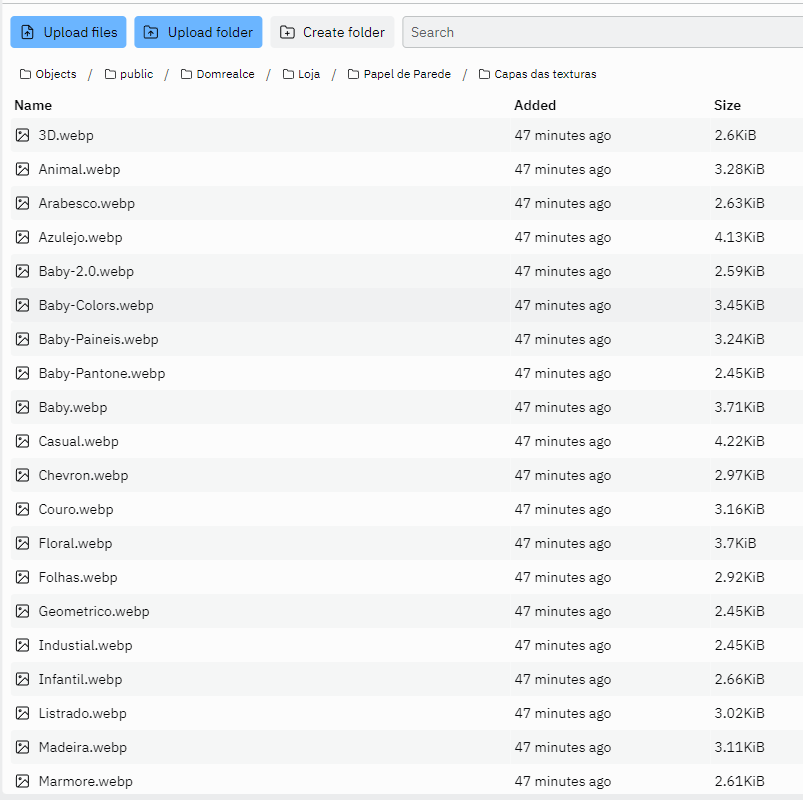 Upload files Upload folder Create folder Search
Objects / public / Domrealce / Loja / Papel de Parede / Capas das texturas
Name Added Size
3D.webp 47 minutes ago 2.6KiB
Animal.webp 47 minutes ago 3.28KiB
Arabesco.webp 47 minutes ago 2.63KiB
Azulejo.webp 47 minutes ago 4.13KiB
Baby-2.0.webp 47 minutes ago 2.59KiB
Baby-Colors.webp 47 minutes ago 3.45KiB
Baby-Paineis.webp 47 minutes ago 3.24KiB
Baby-Pantone.webp 47 minutes ago 2.45KiB
Baby.webp 47 minutes ago 3.71KiB
Casual.webp 47 minutes ago 4.22KiB
Chevron.webp 47 minutes ago 2.97KiB
Couro.webp 47 minutes ago 3.16KiB
Floral.webp 47 minutes ago 3.7KiB
Folhas.webp 47 minutes ago 2.92KiB
Geometrico.webp 47 minutes ago 2.45KiB
Industial.webp 47 minutes ago 2.45KiB
Infantil.webp 47 minutes ago 2.66KiB
Listrado.webp 47 minutes ago 3.02KiB
Madeira.webp 47 minutes ago 3.11KiB
Marmore.webp 47 minutes ago 2.61KiB